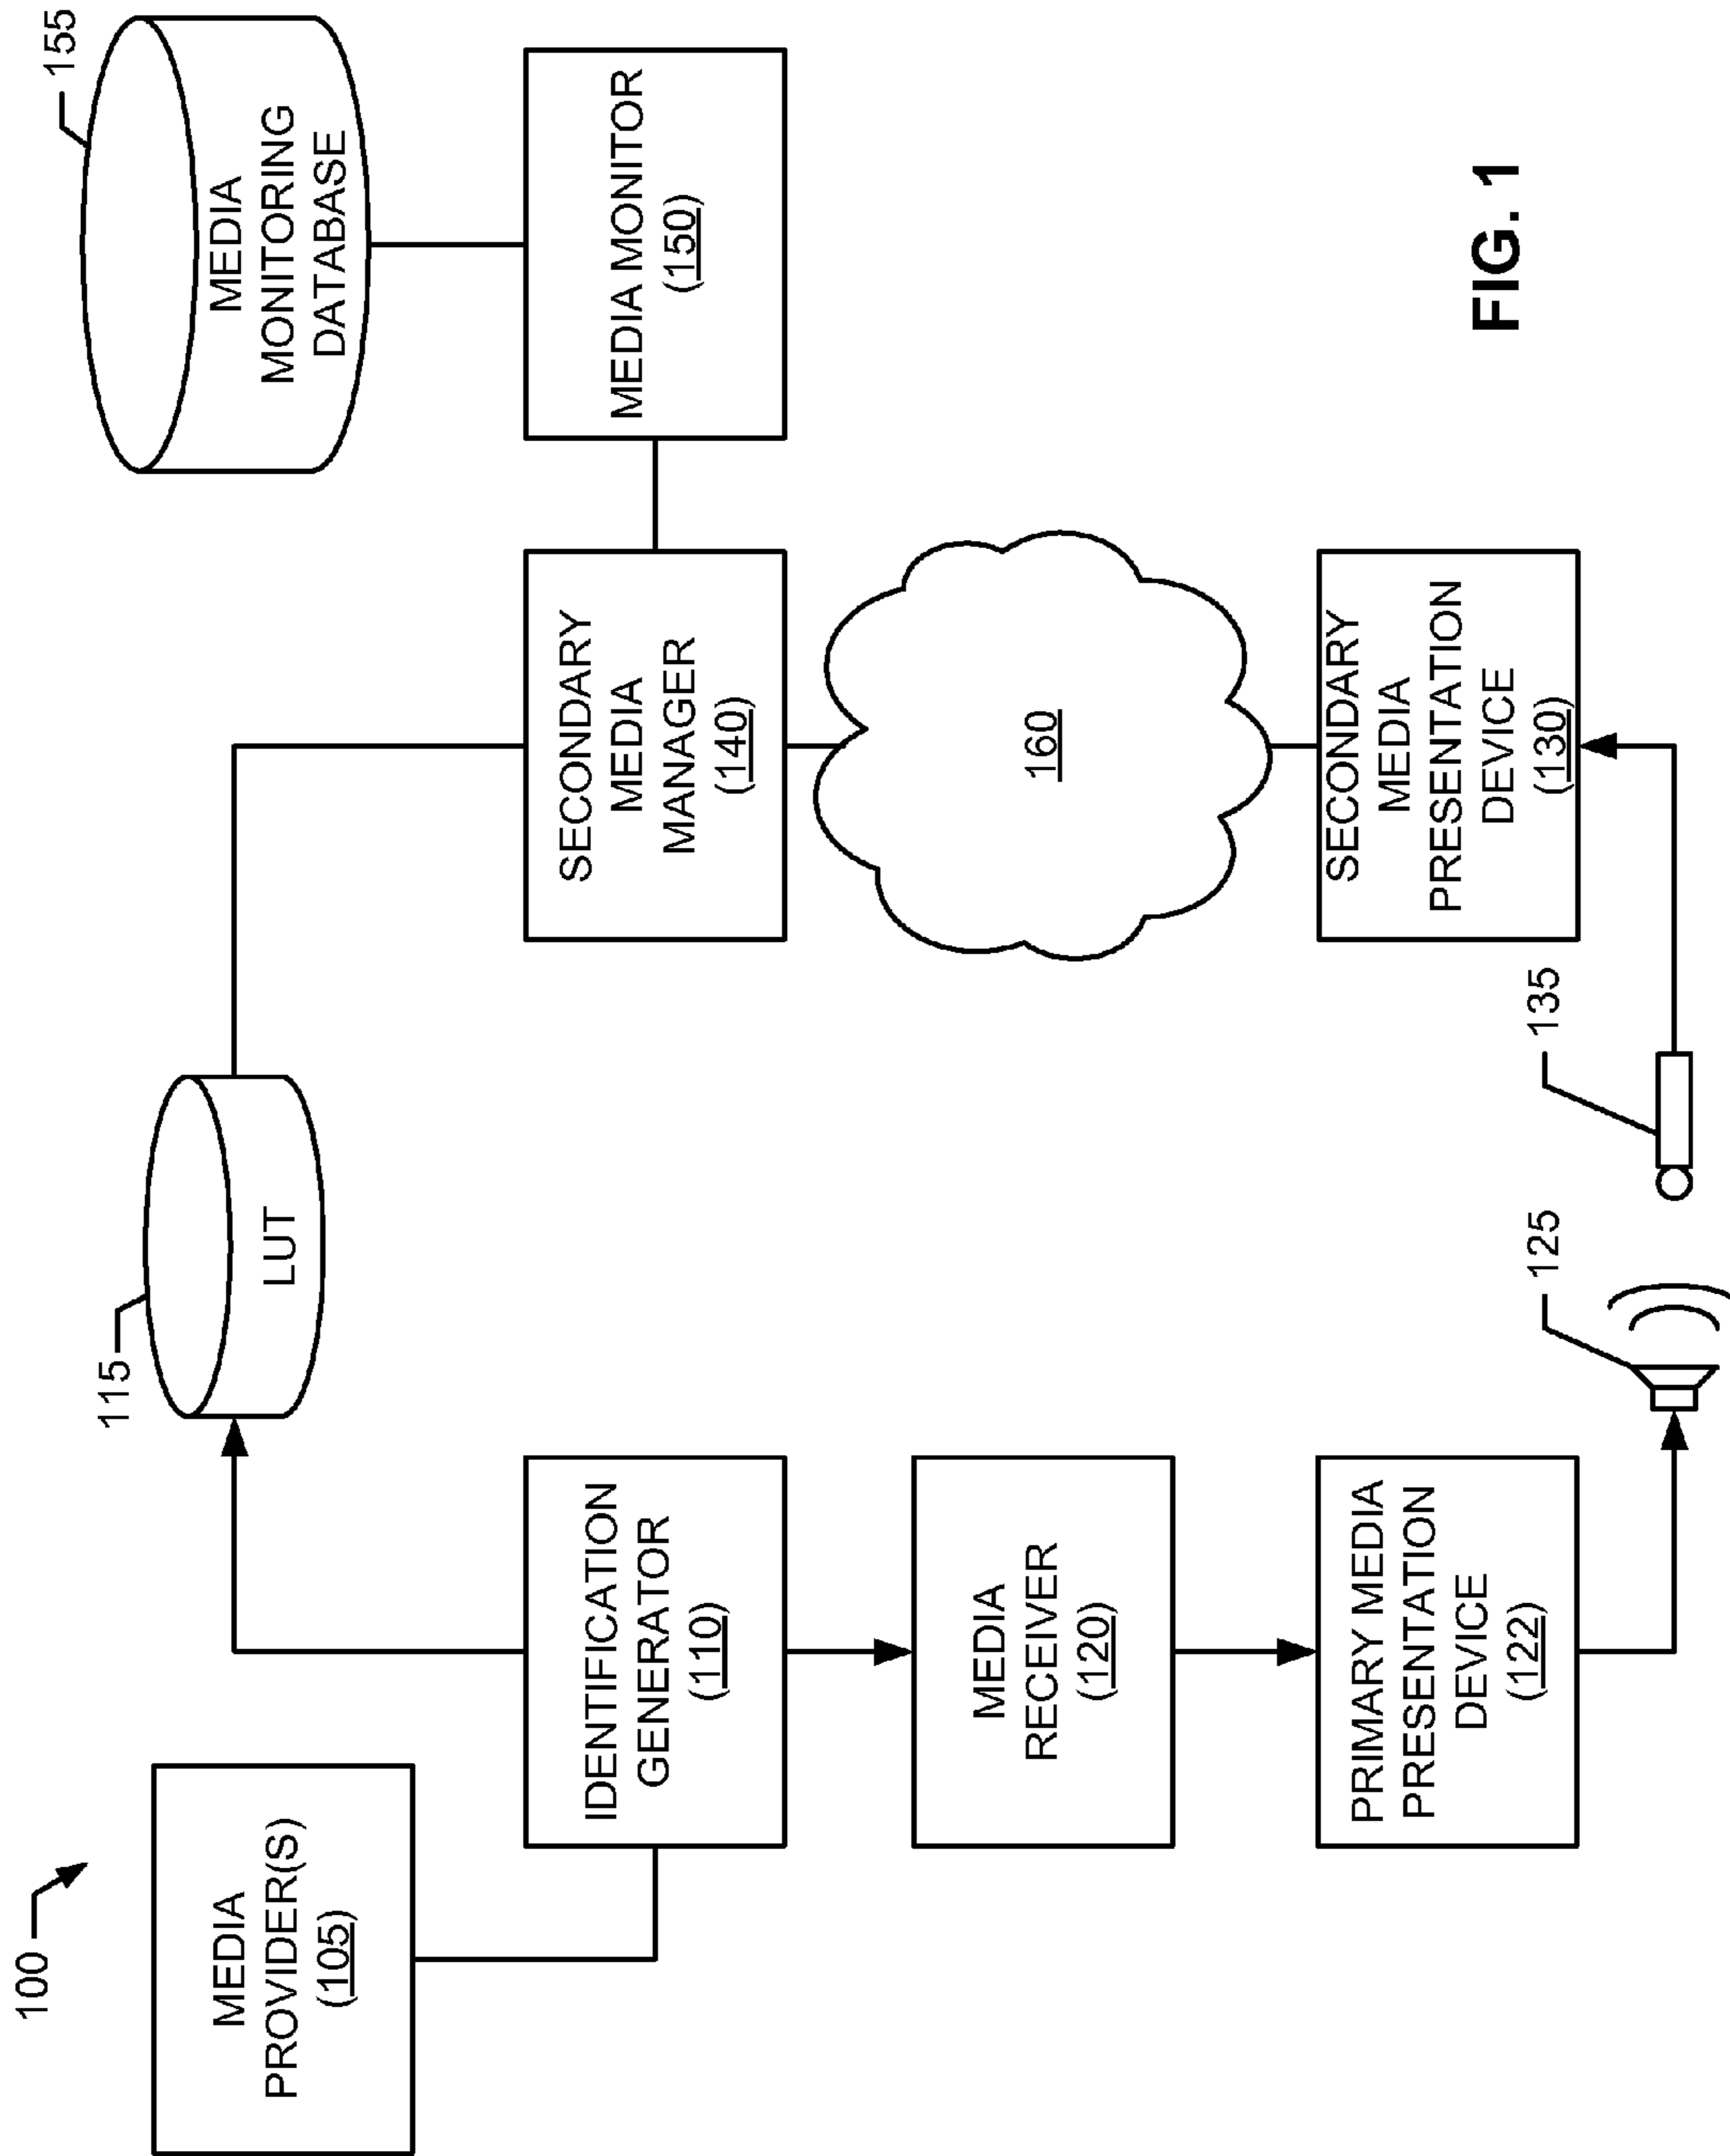 100
MEDIA
PROVIDER(S)
(105)
115
LUT
155
MEDIA
MONITORING
DATABASE
IDENTIFICATION
GENERATOR
(110)
SECONDARY
MEDIA
MANAGER
(140)
MEDIA MONITOR
(150)
MEDIA
RECEIVER
(120)
160
PRIMARY MEDIA
PRESENTATION
DEVICE
(122)
SECONDARY
MEDIA
PRESENTATION
DEVICE
(130)
125
135
FIG. 1